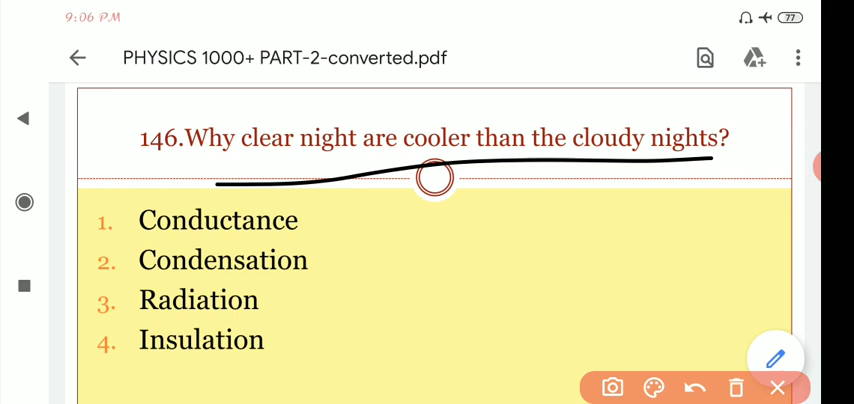 9:06 PM
77
PHYSICS 1000+ PART-2-converted.pdf
146.Why clear night are cooler than the cloudy nights?
1. Conductance
2. Condensation
3. Radiation
4. Insulation